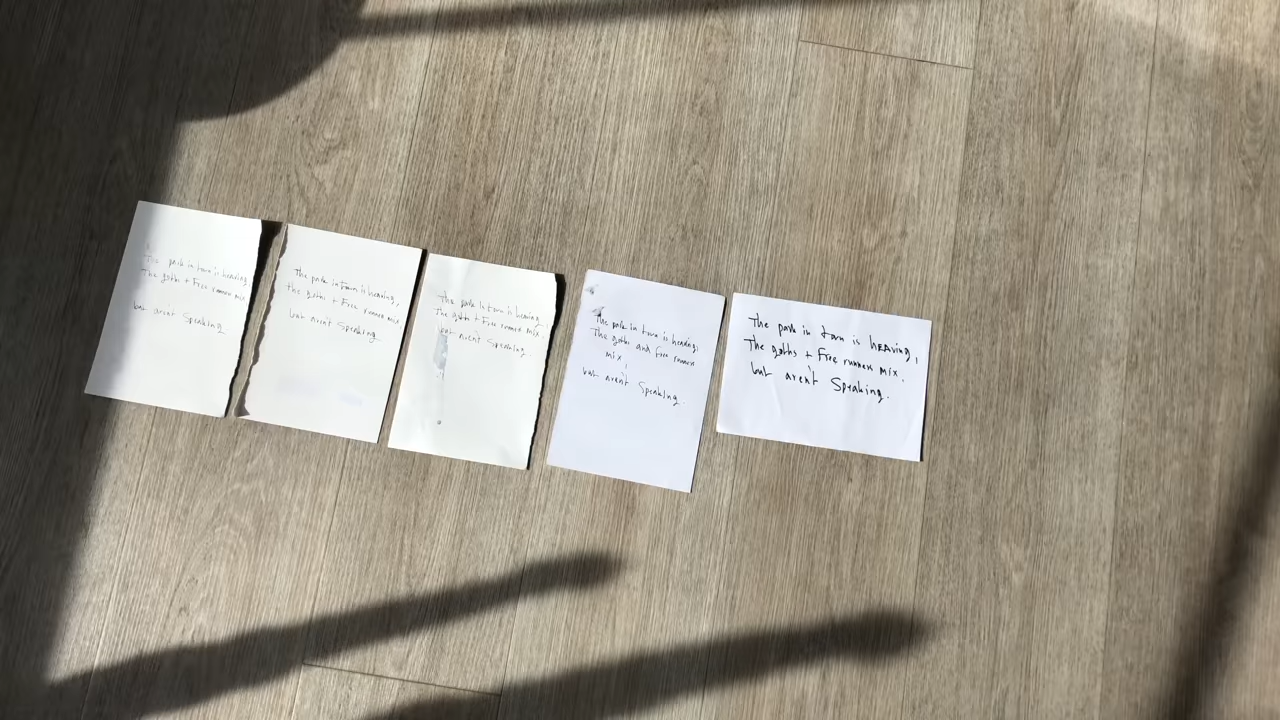 The park in town is heaving,
The goths + Free runners mix.
but aren't Speaking
The park in town is heaving,
the goths + Free runners mix.
but aren't Speaking.
The park in town is heaving
The goths + Free runners mix.
but aren't Speaking
The park in town is heaving,
The goths and free runners
mix,
but aren't Speaking.
The park in town is heaving,
The goths + Free runners mix.
but aren't Speaking.